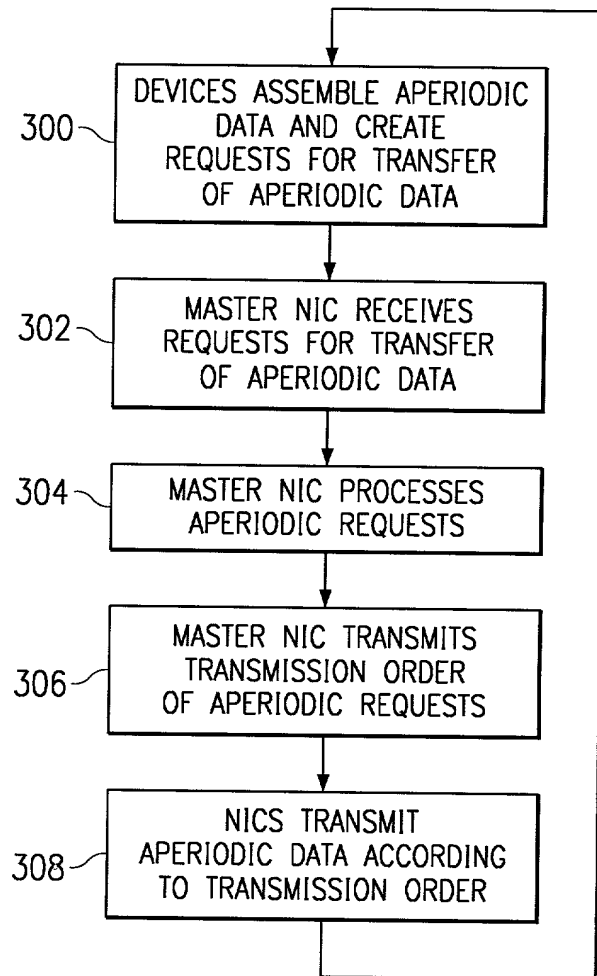 300
DEVICES ASSEMBLE APERIODIC
DATA AND CREATE
REQUESTS FOR TRANSFER
OF APERIODIC DATA
302
MASTER NIC RECEIVES
REQUESTS FOR TRANSFER
OF APERIODIC DATA
304
MASTER NIC PROCESSES
APERIODIC REQUESTS
306
MASTER NIC TRANSMITS
TRANSMISSION ORDER
OF APERIODIC REQUESTS
308
NICS TRANSMIT
APERIODIC DATA ACCORDING
TO TRANSMISSION ORDER